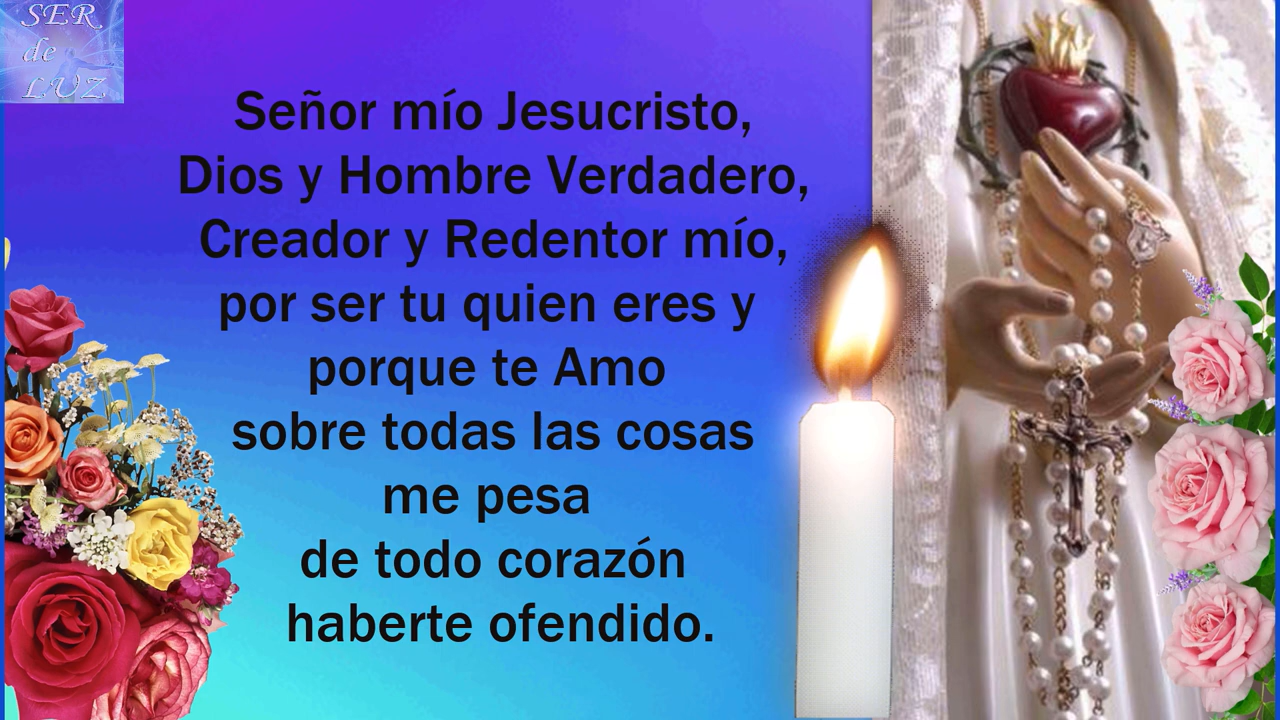 SER
de
LUZ
Señor mío Jesucristo,
Dios y Hombre Verdadero,
Creador y Redentor mío,
por ser tu quien eres y
porque te Amo
sobre todas las cosas
me pesa
de todo corazón
haberte ofendido.